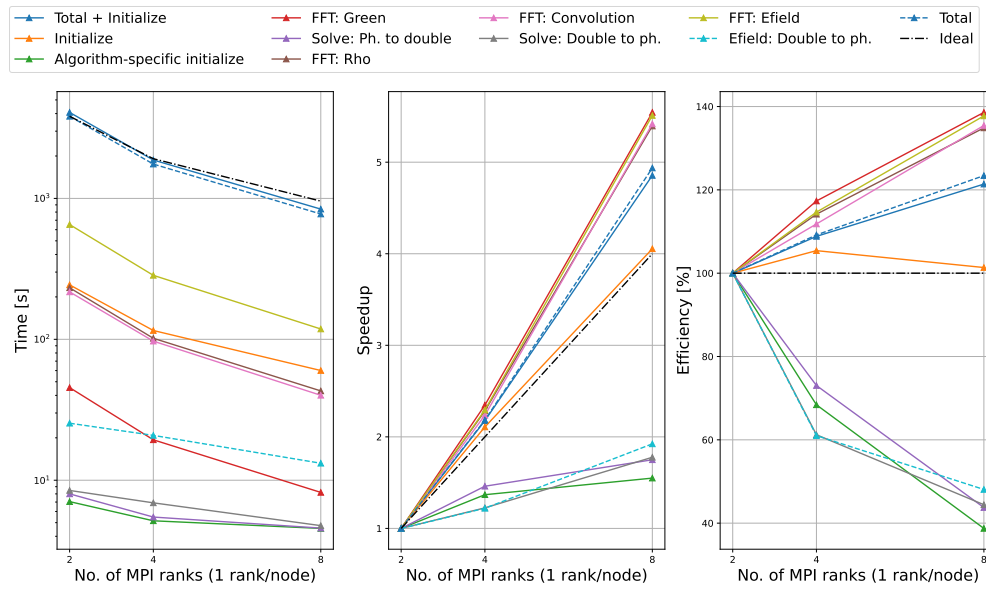 Total + Initialize
Initialize
Algorithm-specific initialize
FFT: Green
Solve: Ph. to double
FFT: Rho
FFT: Convolution
Solve: Double to ph.
FFT: Efield
Efield: Double to ph.
Total
Ideal
Time [s]
10³
10²
10¹
2 4 8
No. of MPI ranks (1 rank/node)
Speedup
5
4
3
2
1
2 4 8
No. of MPI ranks (1 rank/node)
Efficiency [%]
140
120
100
80
60
40
2 4 8
No. of MPI ranks (1 rank/node)